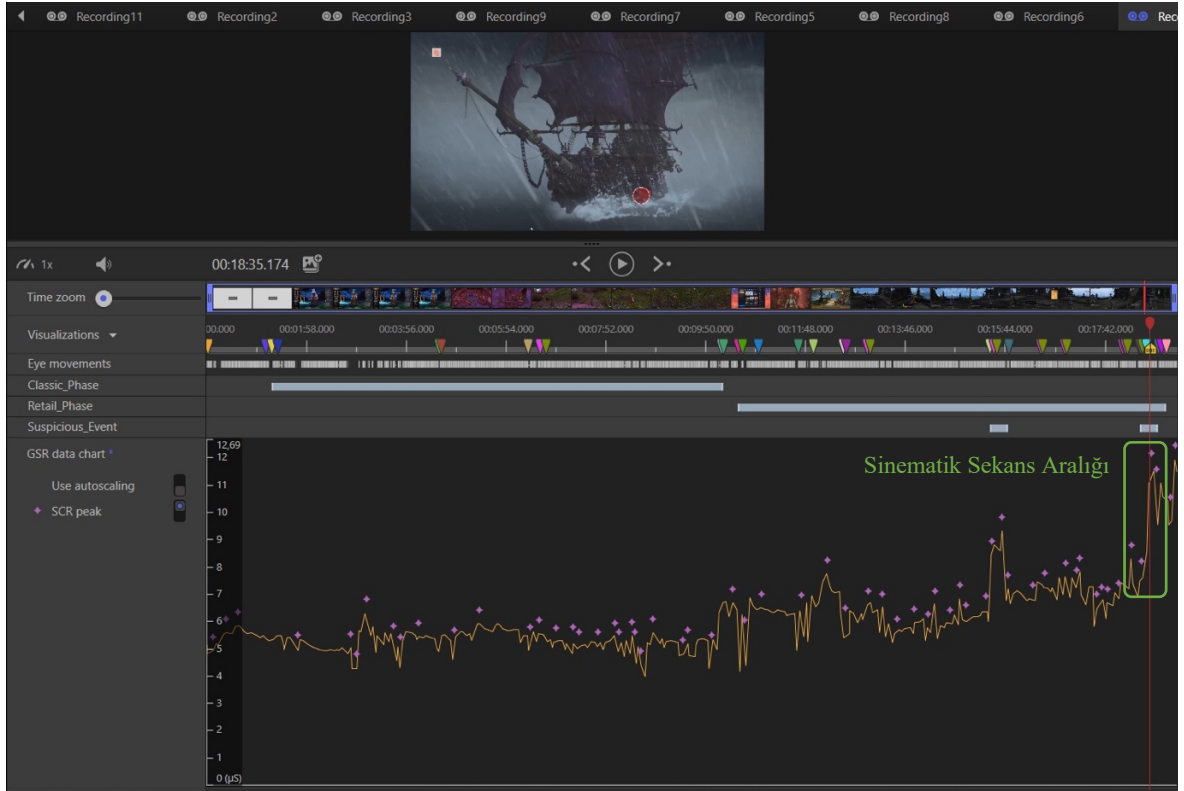 Recording11 Recording2 Recording3 Recording9 Recording7 Recording5 Recording8 Recording6 Rec
1x 00:18:35.174
Time zoom
Visualizations 00.000 00:01:58.000 00:03:56.000 00:05:54.000 00:07:52.000 00:09:50.000 00:11:48.000 00:13:46.000 00:15:44.000 00:17:42.000
Eye movements
Classic_Phase
Retail_Phase
Suspicious_Event
GSR data chart
Use autoscaling
SCR peak
12,69
12
11
10
9
8
7
6
5
4
3
2
1
0 (µS)
Sinematik Sekans Aralığı